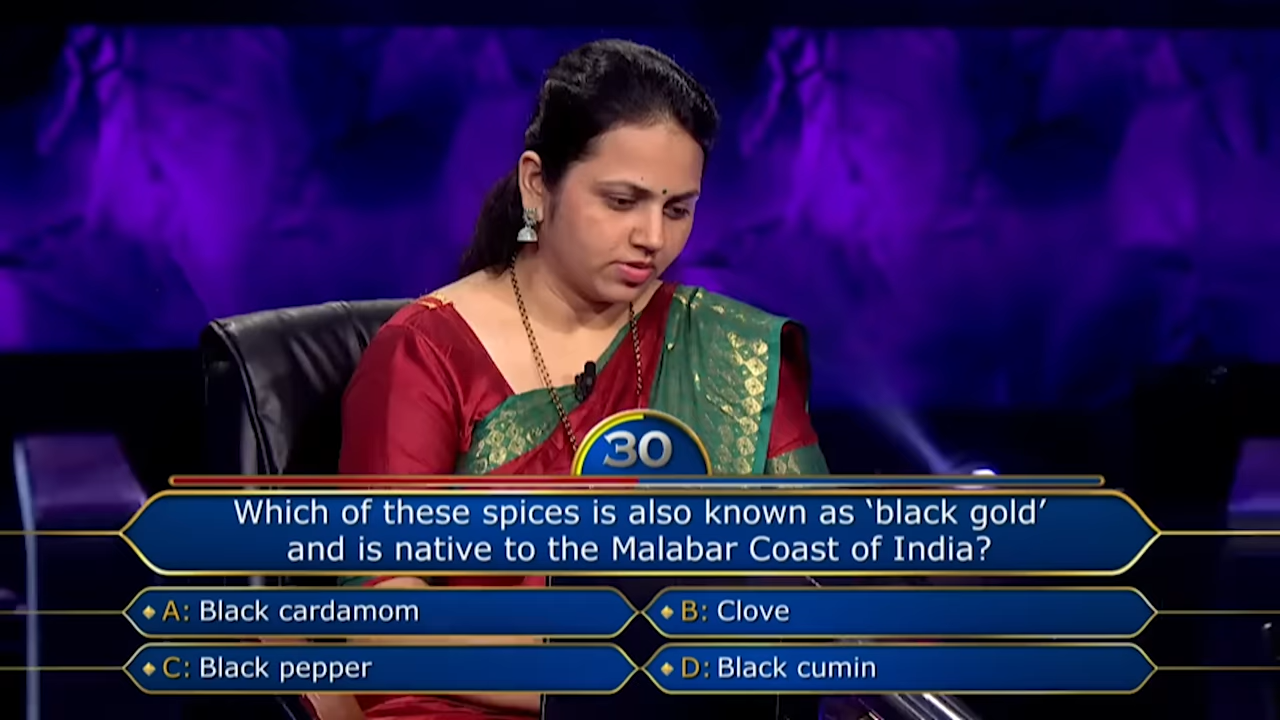 30
Which of these spices is also known as ‘black gold’
and is native to the Malabar Coast of India?
A: Black cardamom
B: Clove
C: Black pepper
D: Black cumin